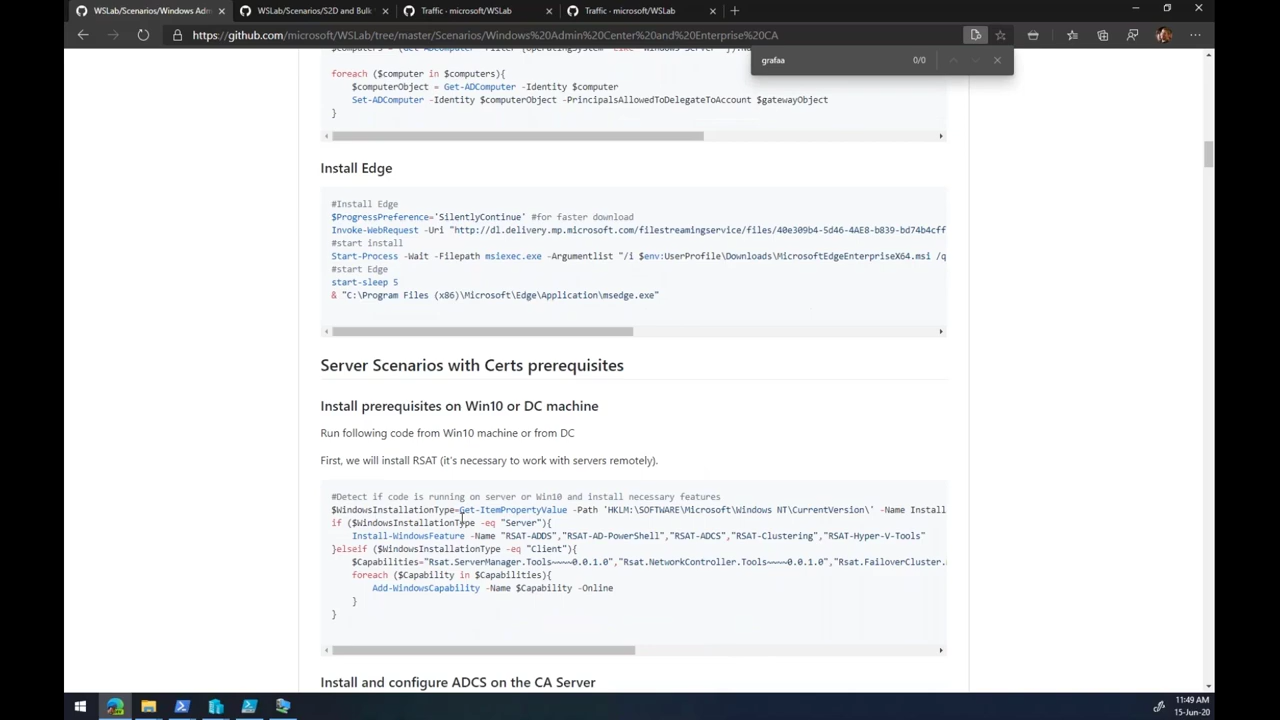 WSLab/Scenarios/Windows Adm
WSLab/Scenarios/S2D and Bulk
Traffic · microsoft/WSLab
Traffic · microsoft/WSLab
https://github.com/microsoft/WSLab/tree/master/Scenarios/Windows%20Admin%20Center%20and%20Enterprise%20CA
grafaa 0/0
foreach ($computer in $computers){
$computerObject = Get-ADComputer -Identity $computer
Set-ADComputer -Identity $computerObject -PrincipalsAllowedToDelegateToAccount $gatewayObject
}
Install Edge
#Install Edge
$ProgressPreference='SilentlyContinue' #for faster download
Invoke-WebRequest -Uri "http://dl.delivery.mp.microsoft.com/filestreamingservice/files/40e309b4-5d46-4AE8-b839-bd74b4cff
#start install
Start-Process -Wait -Filepath msiexec.exe -Argumentlist "/i $env:UserProfile\Downloads\MicrosoftEdgeEnterpriseX64.msi /q
#start Edge
start-sleep 5
& "C:\Program Files (x86)\Microsoft\Edge\Application\msedge.exe"
Server Scenarios with Certs prerequisites
Install prerequisites on Win10 or DC machine
Run following code from Win10 machine or from DC
First, we will install RSAT (it's necessary to work with servers remotely).
#Detect if code is running on server or Win10 and install necessary features
$WindowsInstallationType=Get-ItemPropertyValue -Path 'HKLM:\SOFTWARE\Microsoft\Windows NT\CurrentVersion\' -Name Install
if ($WindowsInstallationType -eq "Server"){
Install-WindowsFeature -Name "RSAT-ADDS","RSAT-AD-PowerShell","RSAT-ADCS","RSAT-Clustering","RSAT-Hyper-V-Tools"
}elseif ($WindowsInstallationType -eq "Client"){
$Capabilities="Rsat.ServerManager.Tools~~~~0.0.1.0","Rsat.NetworkController.Tools~~~~0.0.1.0","Rsat.FailoverCluster.
foreach ($Capability in $Capabilities){
Add-WindowsCapability -Name $Capability -Online
}
}
Install and configure ADCS on the CA Server
11:49 AM
15-Jun-20